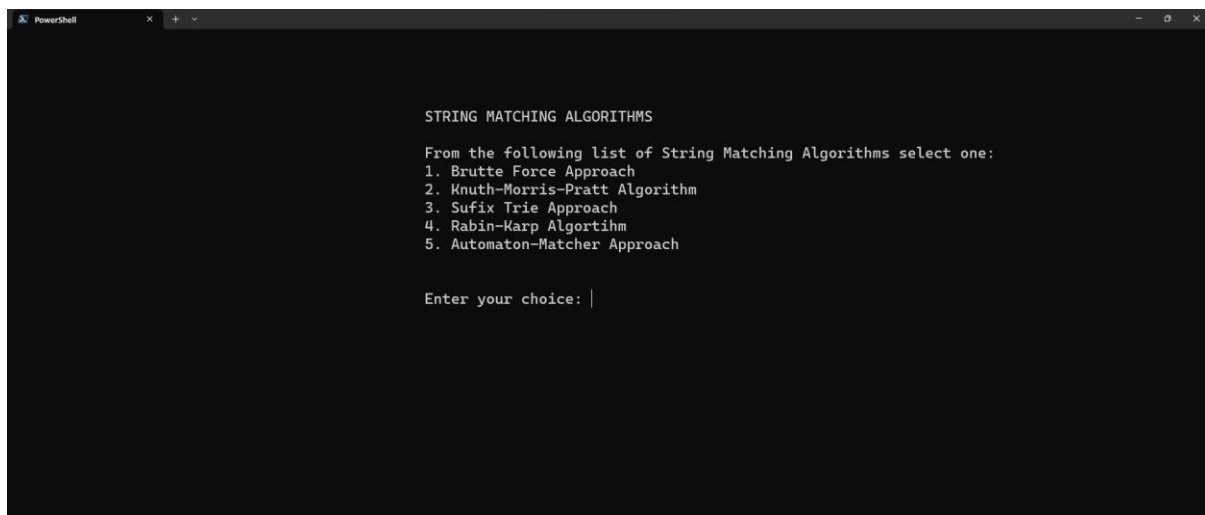 PowerShell
STRING MATCHING ALGORITHMS
From the following list of String Matching Algorithms select one:
1. Brutte Force Approach
2. Knuth-Morris-Pratt Algorithm
3. Sufix Trie Approach
4. Rabin-Karp Algortihm
5. Automaton-Matcher Approach
Enter your choice: